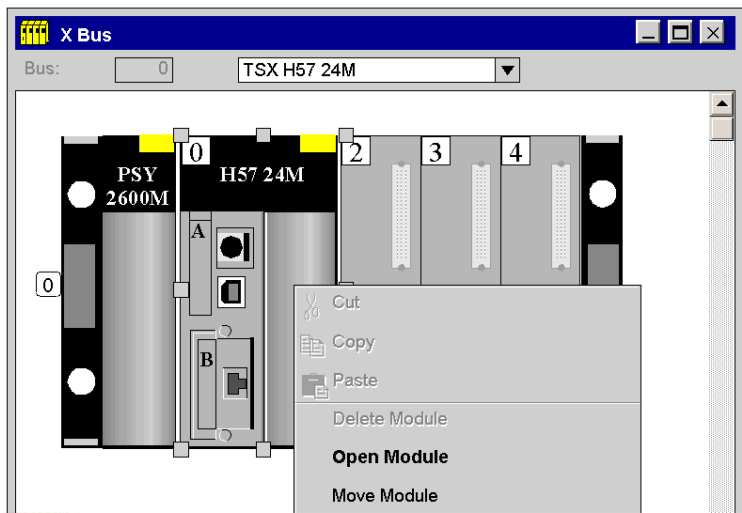 X Bus
Bus: 0 TSX H57 24M
0 2 3 4
PSY H57 24M
2600M
A
0
Cut
Copy
B
Paste
Delete Module
Open Module
Move Module